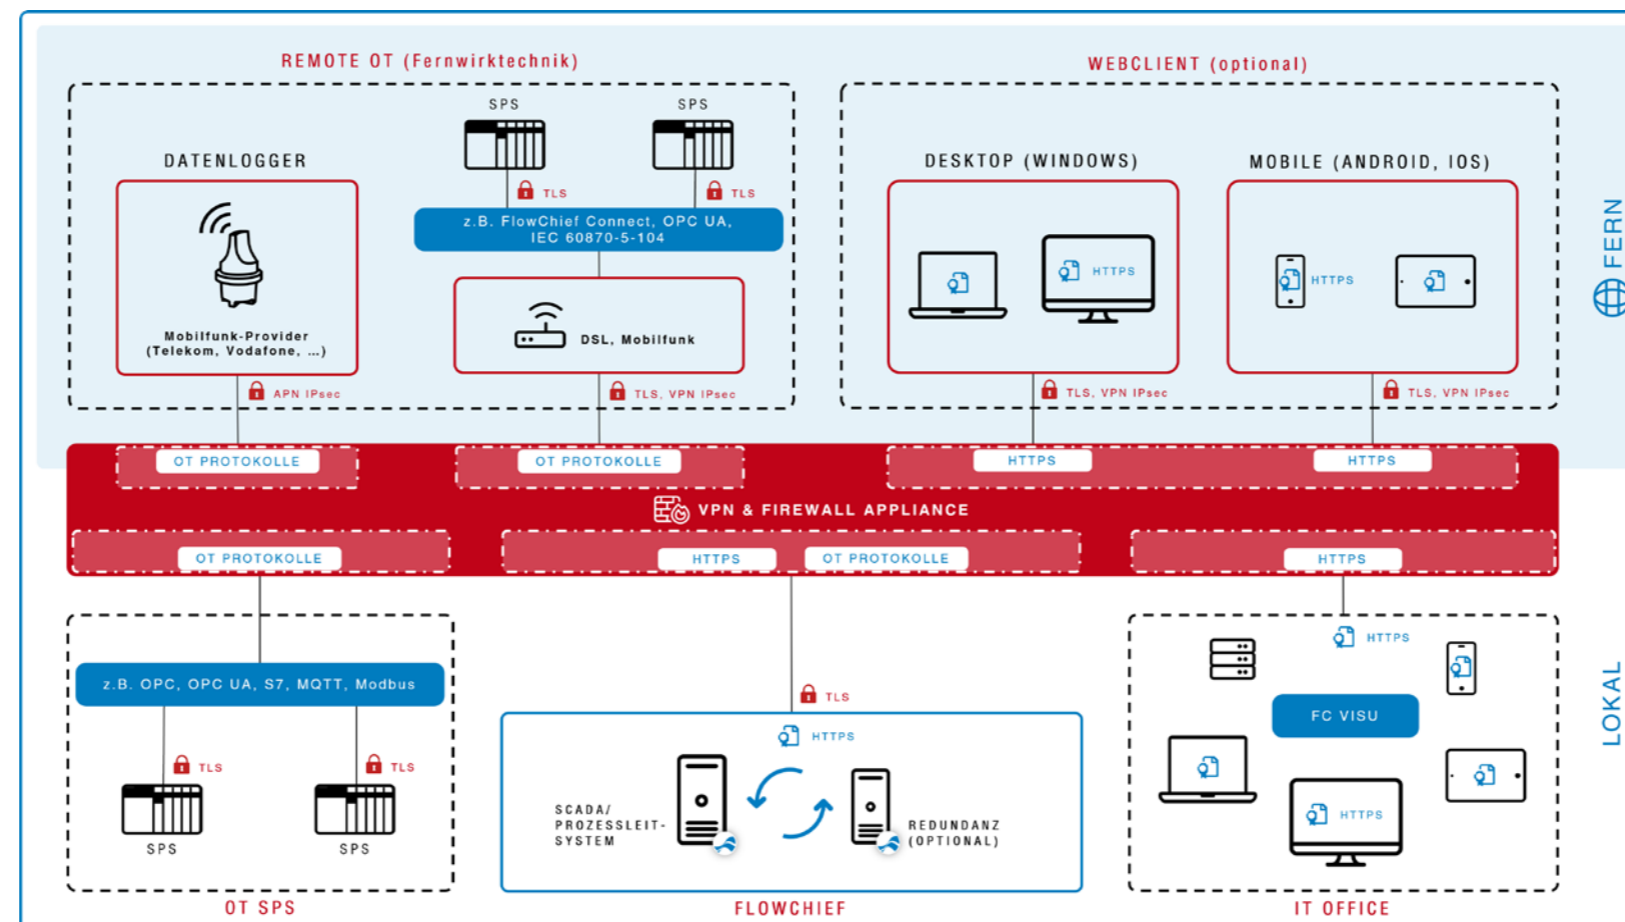 REMOTE OT (Fernwirktechnik)
WEBCLIENT (optional)
SPS
SPS
DATENLOGGER
DESKTOP (WINDOWS)
MOBILE (ANDROID, IOS)
TLS
TLS
z.B. FlowChief Connect, OPC UA,
IEC 60870-5-104
FERN
HTTPS
HTTPS
Mobilfunk-Provider
(Telekom, Vodafone, ...)
DSL, Mobilfunk
APN IPsec
TLS, VPN IPsec
TLS, VPN IPsec
TLS, VPN IPsec
OT PROTOKOLLE
OT PROTOKOLLE
HTTPS
HTTPS
VPN & FIREWALL APPLIANCE
OT PROTOKOLLE
HTTPS
OT PROTOKOLLE
HTTPS
HTTPS
z.B. OPC, OPC UA, S7, MQTT, Modbus
TLS
FC VISU
LOKAL
HTTPS
TLS
TLS
SCADA/
PROZESSLEIT-
SYSTEM
REDUNDANZ
(OPTIONAL)
HTTPS
SPS
SPS
OT SPS
FLOWCHIEF
IT OFFICE